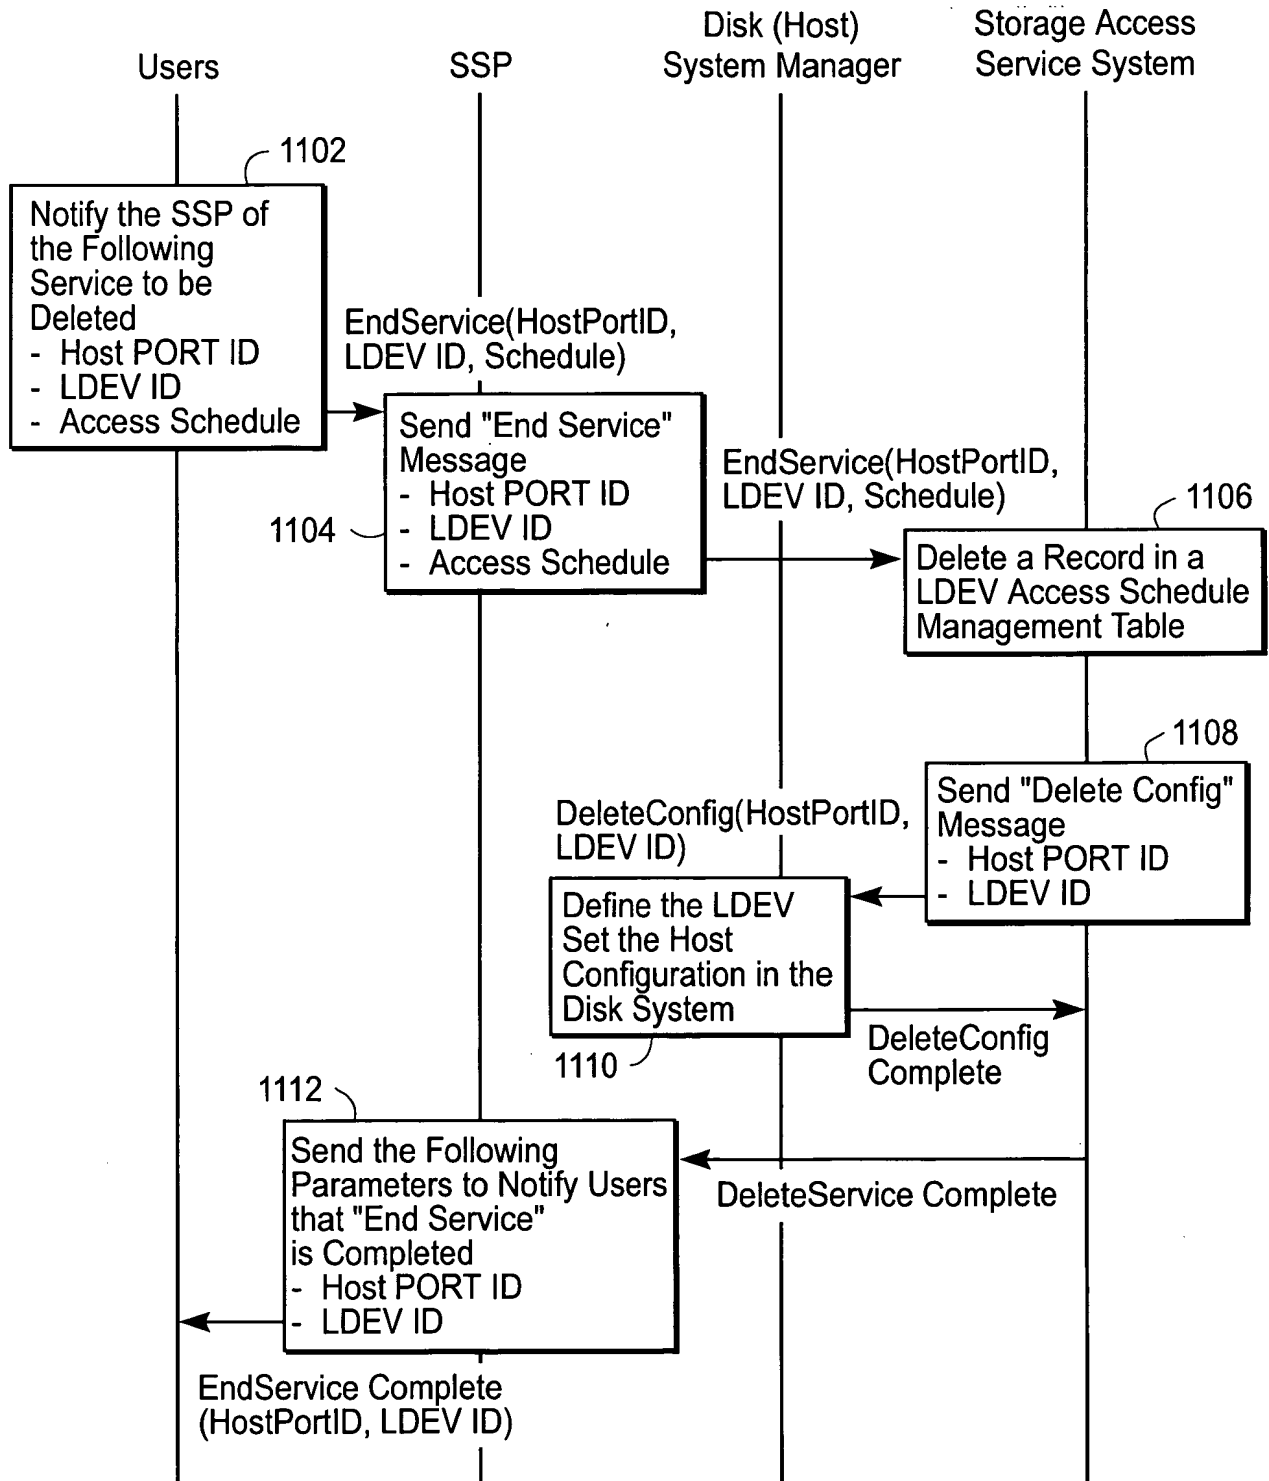 Users
SSP
Disk (Host)
System Manager
Storage Access
Service System
1102
Notify the SSP of
the Following
Service to be
Deleted
- Host PORT ID
- LDEV ID
- Access Schedule
EndService(HostPortID,
LDEV ID, Schedule)
Send "End Service"
Message
- Host PORT ID
- LDEV ID
- Access Schedule
1104
EndService(HostPortID,
LDEV ID, Schedule)
1106
Delete a Record in a
LDEV Access Schedule
Management Table
1108
Send "Delete Config"
Message
- Host PORT ID
- LDEV ID
DeleteConfig(HostPortID,
LDEV ID)
Define the LDEV
Set the Host
Configuration in the
Disk System
1110
DeleteConfig
Complete
1112
Send the Following
Parameters to Notify Users
that "End Service"
is Completed
- Host PORT ID
- LDEV ID
DeleteService Complete
EndService Complete
(HostPortID, LDEV ID)